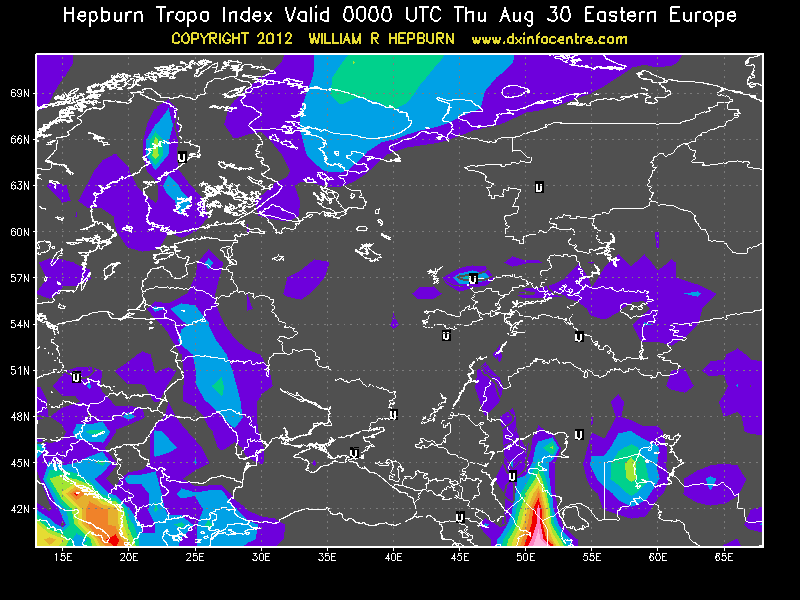 Hepburn Tropo Index Valid 0000 UTC Thu Aug 30 Eastern Europe
COPYRIGHT 2012 WILLIAM R HEPBURN www.dxinfocentre.com
69N
66N
U
63N
U
60N
57N
U
54N
U
U
51N
U
48N
U
U
U
45N
U
42N
U
15E 20E 25E 30E 35E 40E 45E 50E 55E 60E 65E